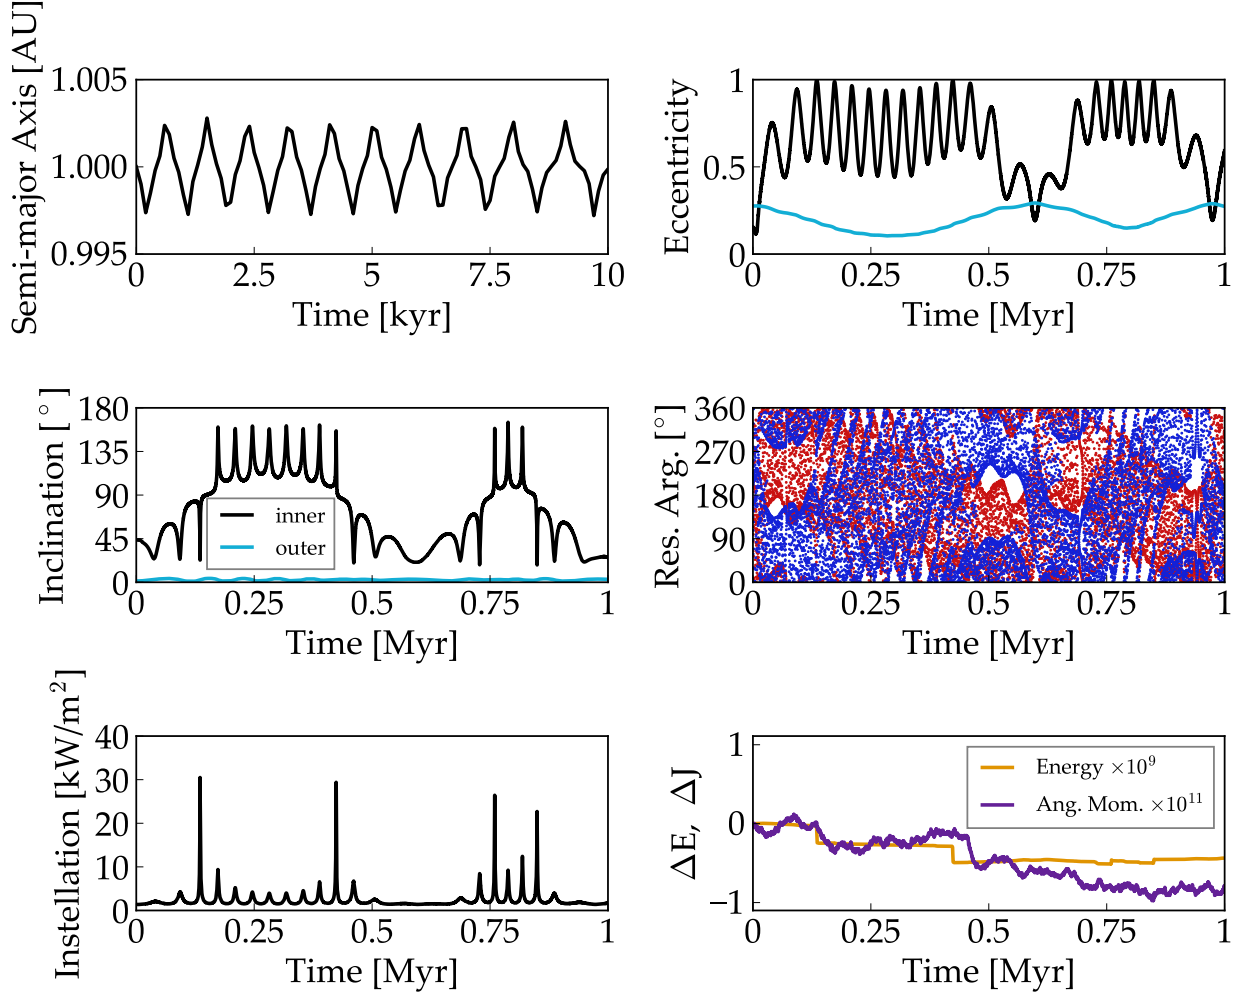 Semi-major Axis [AU]
1.005
1.000
0.995
0 2.5 5 7.5 10
Time [kyr]
Eccentricity
1
0.5
0
0 0.25 0.5 0.75 1
Time [Myr]
Inclination [°]
180
135
90
45
0
inner
outer
0 0.25 0.5 0.75 1
Time [Myr]
Res. Arg. [°]
360
270
180
90
0
0 0.25 0.5 0.75 1
Time [Myr]
Instellation [kW/m²]
40
30
20
10
0
0 0.25 0.5 0.75 1
Time [Myr]
ΔE, ΔJ
1
0
−1
Energy ×10⁹
Ang. Mom. ×10¹¹
0 0.25 0.5 0.75 1
Time [Myr]